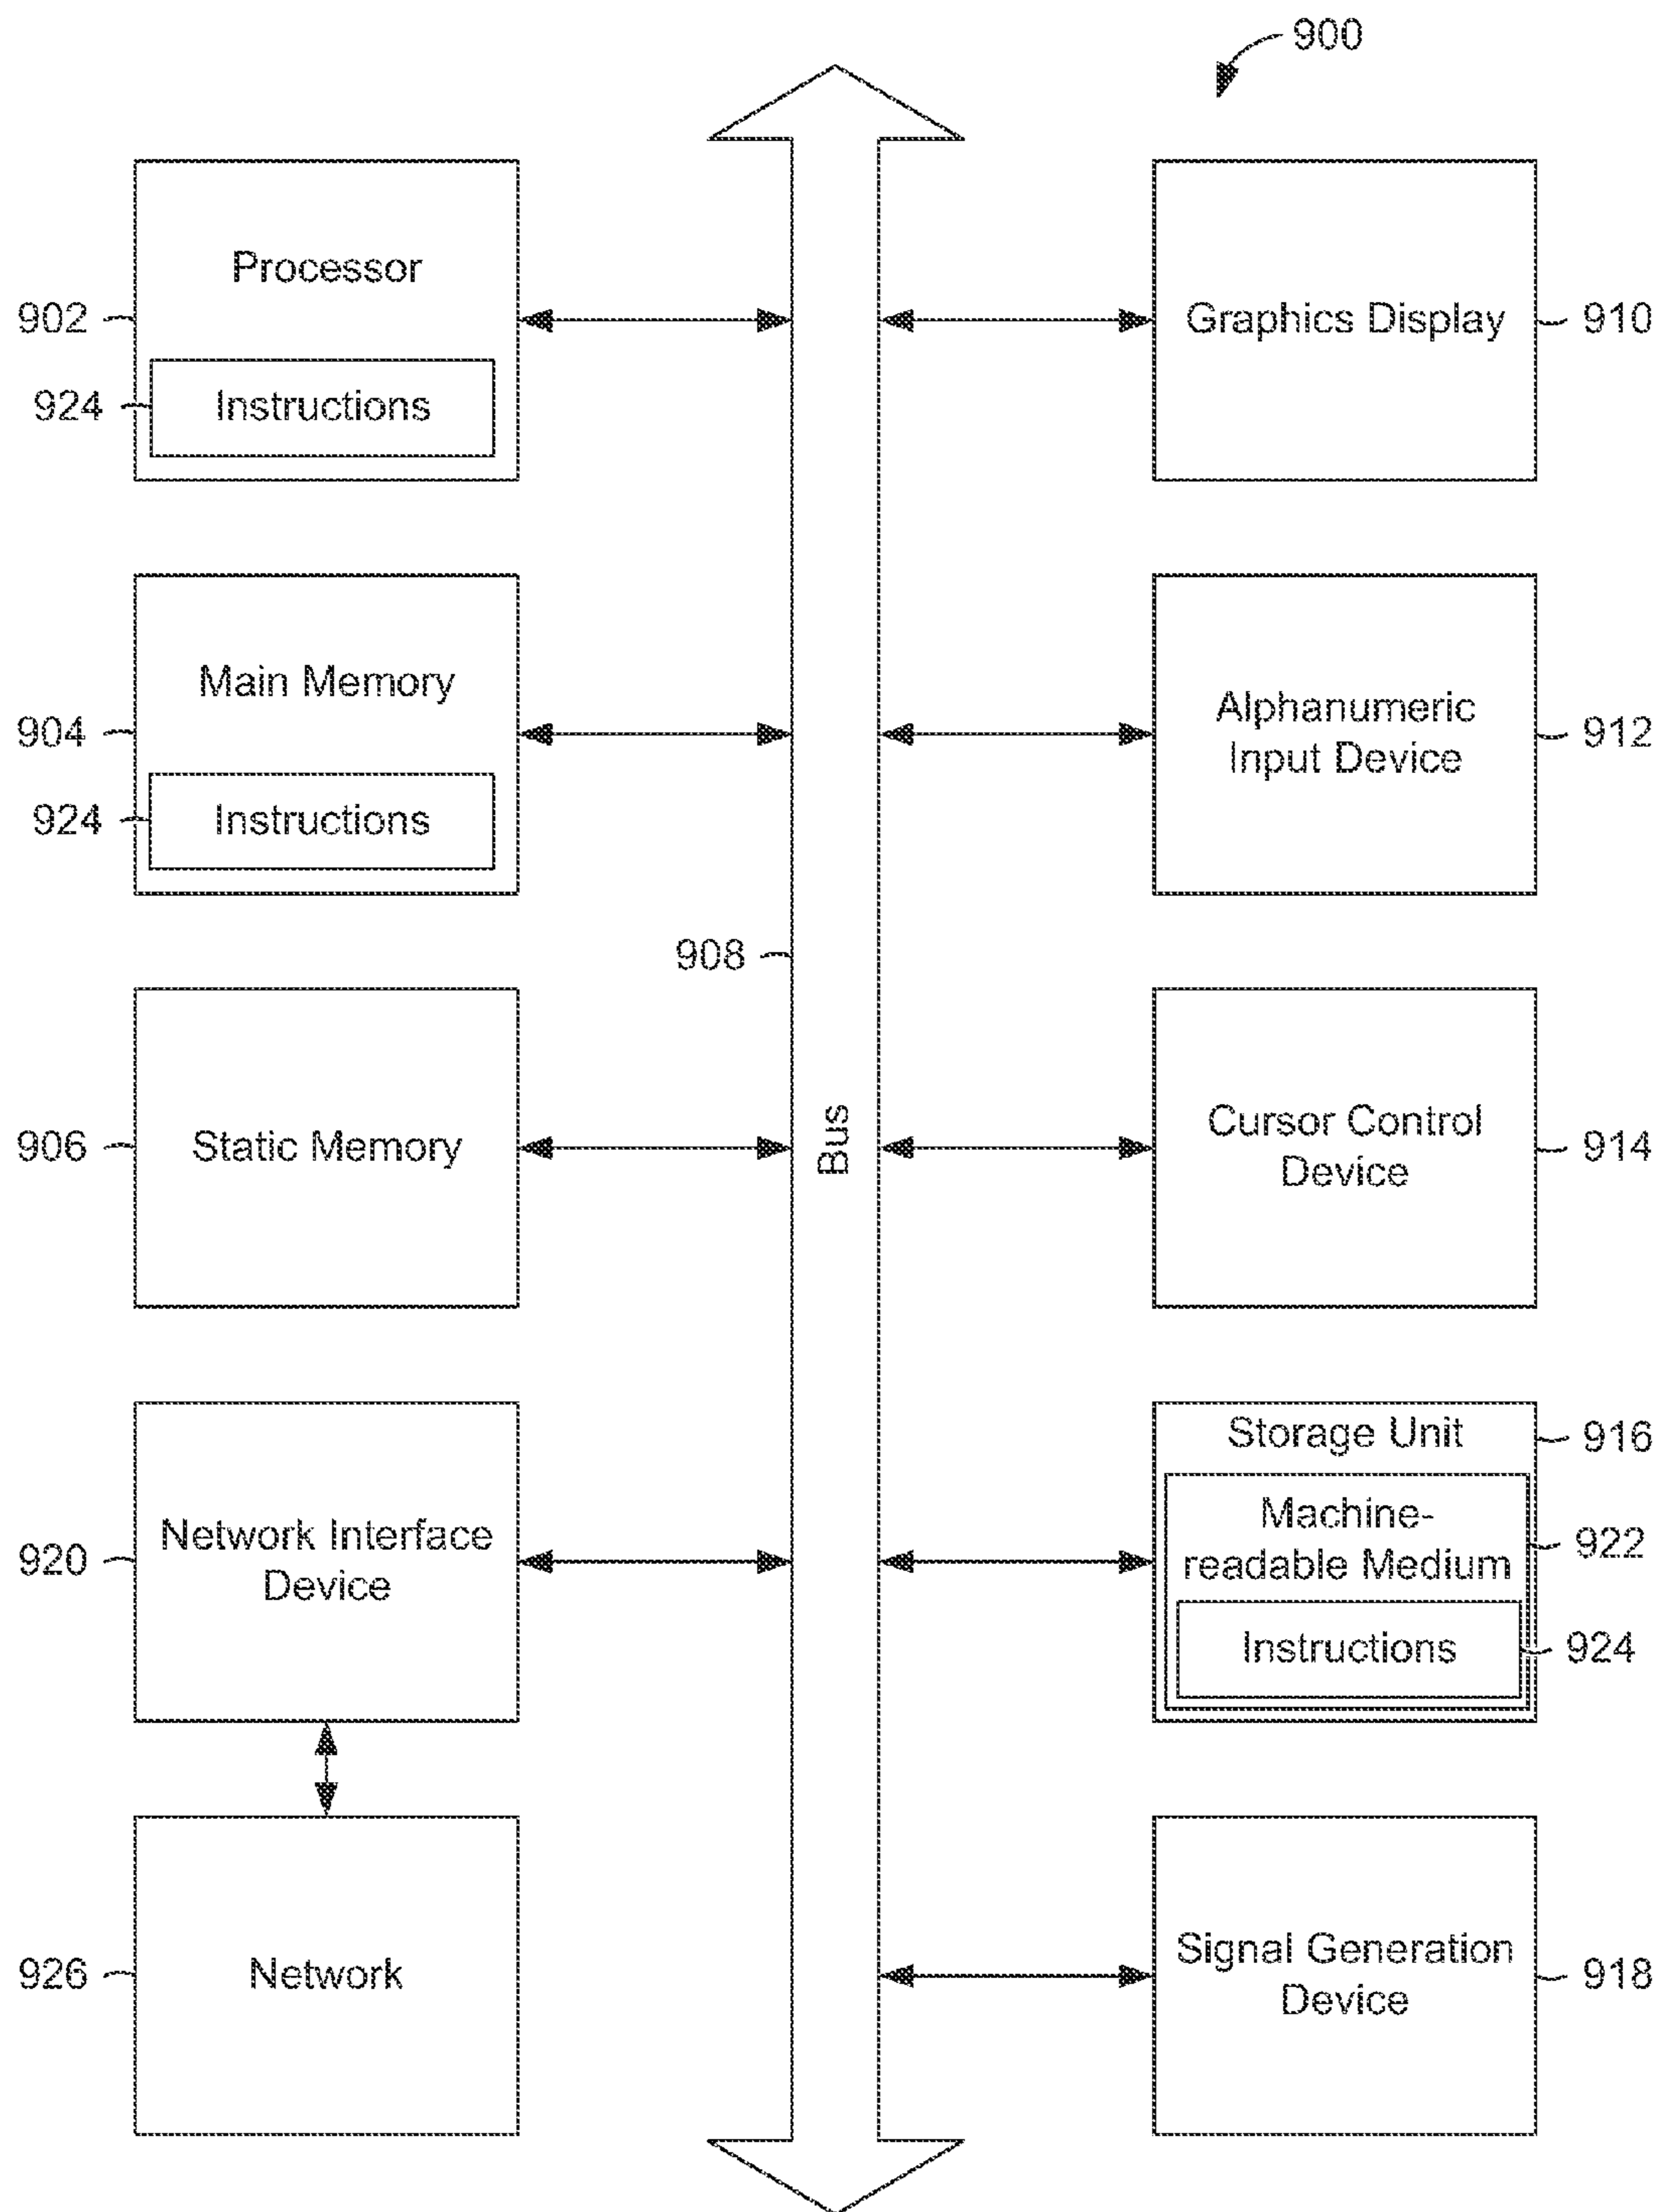 900
Processor
902
924
Instructions
Graphics Display
910
Main Memory
904
924
Instructions
Alphanumeric
Input Device
912
908
Bus
906
Static Memory
Cursor Control
Device
914
920
Network Interface
Device
Storage Unit
916
Machine-
readable Medium
922
Instructions
924
926
Network
Signal Generation
Device
918